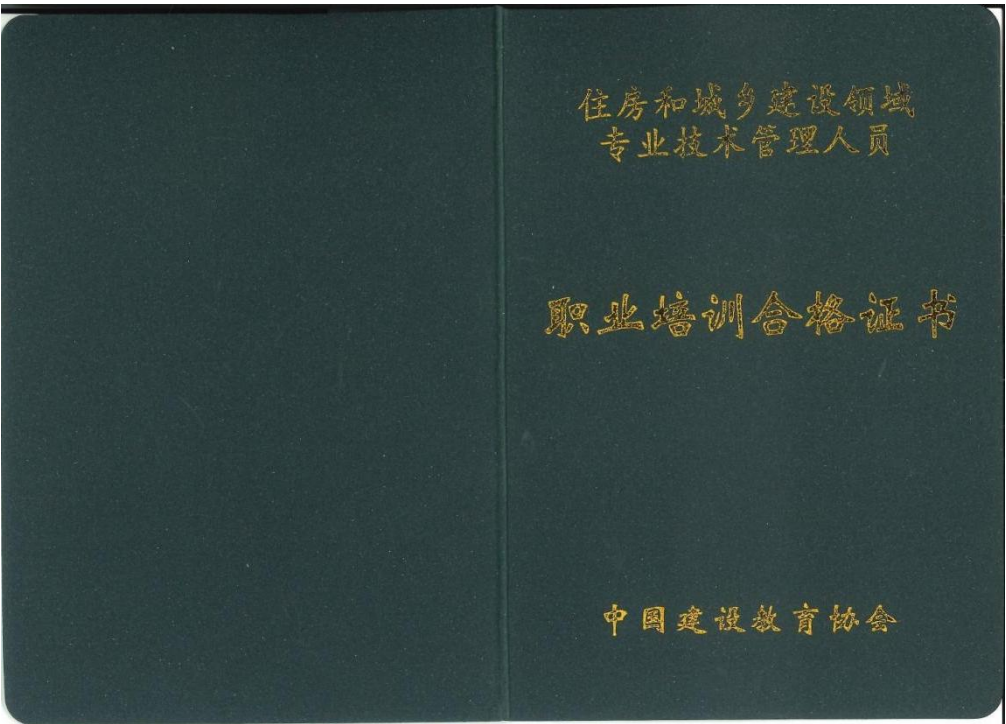 住房和城乡建设领域
专业技术管理人员
职业培训合格证书
中国建设教育协会